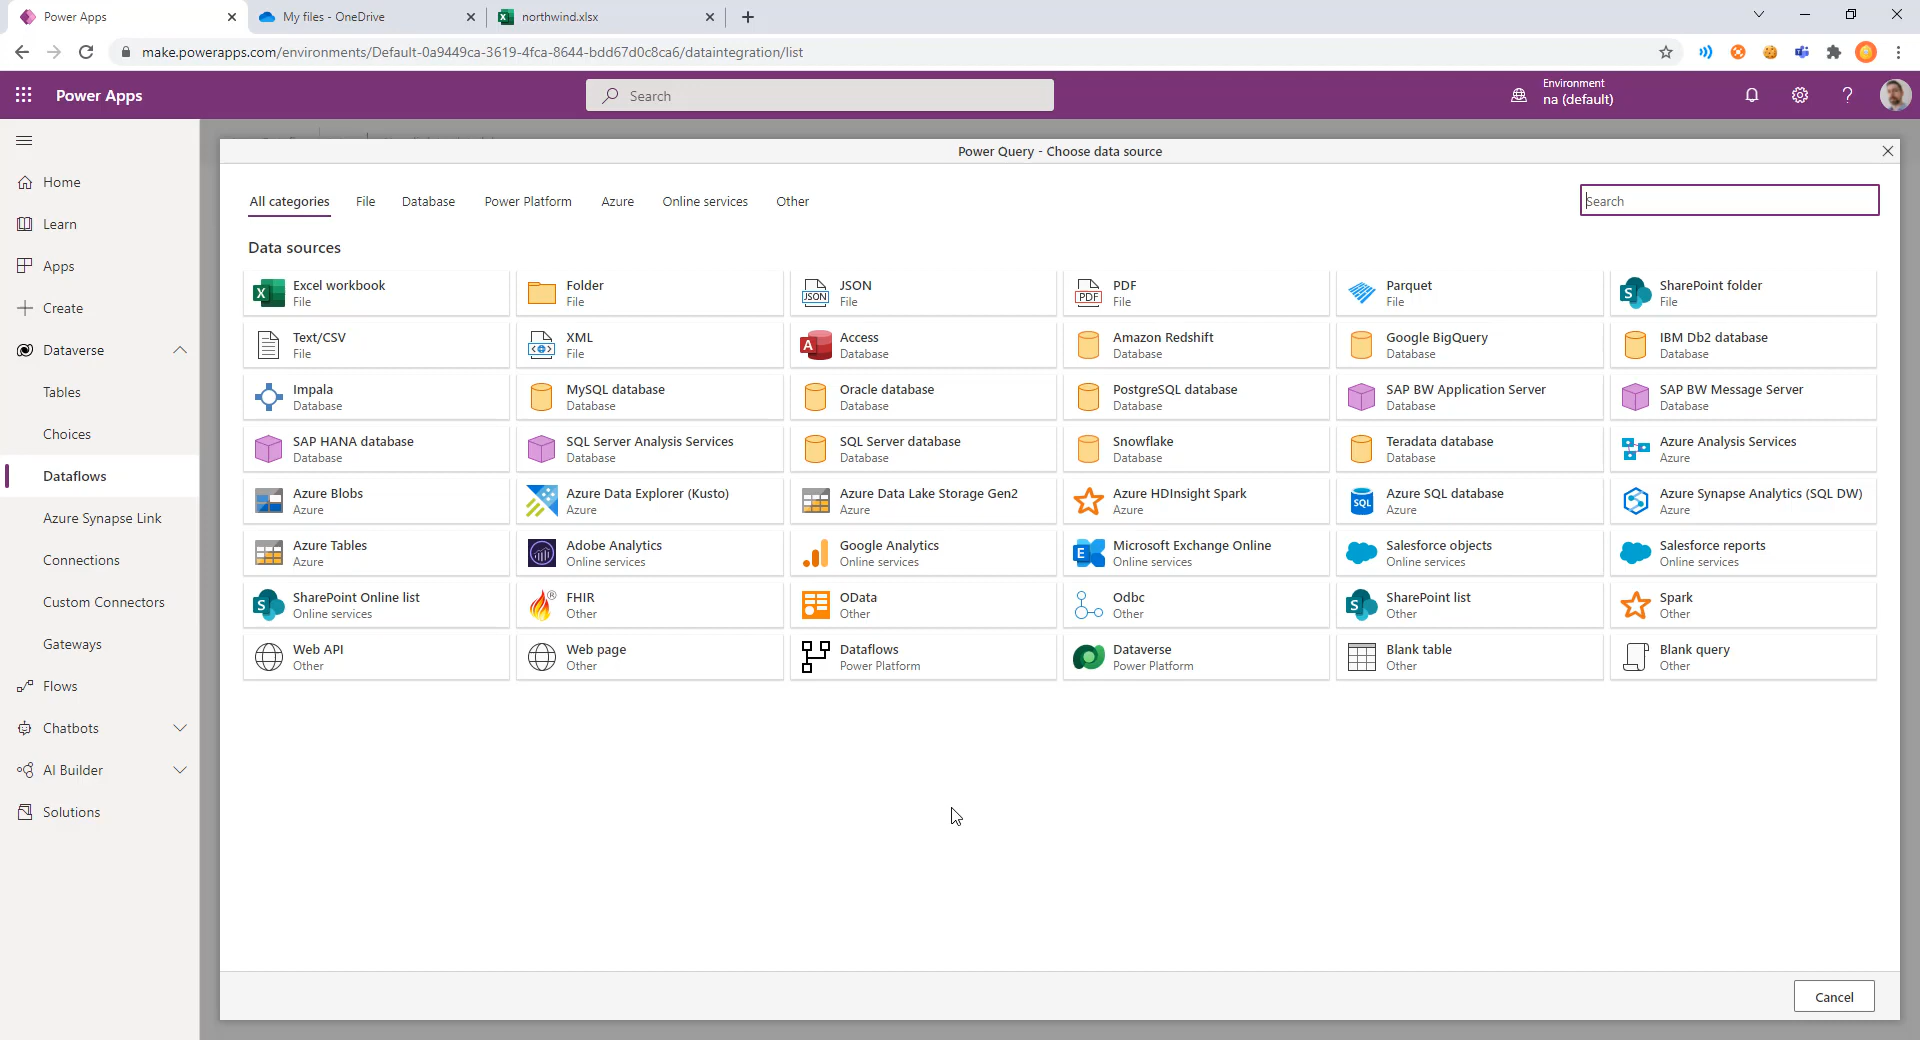 Power Apps
My files - OneDrive
northwind.xlsx
make.powerapps.com/environments/Default-0a9449ca-3619-4fca-8644-bdd67d0c8ca6/dataintegration/list
Power Apps
Search
Environment
na (default)
Home
Learn
Apps
Create
Dataverse
Tables
Choices
Dataflows
Azure Synapse Link
Connections
Custom Connectors
Gateways
Flows
Chatbots
AI Builder
Solutions
Power Query - Choose data source
All categories File Database Power Platform Azure Online services Other
Search
Data sources
Excel workbook
File
Folder
File
JSON
JSON
File
PDF
PDF
File
Parquet
File
SharePoint folder
File
Text/CSV
File
XML
File
Access
Database
Amazon Redshift
Database
Google BigQuery
Database
IBM Db2 database
Database
Impala
Database
MySQL database
Database
Oracle database
Database
PostgreSQL database
Database
SAP BW Application Server
Database
SAP BW Message Server
Database
SAP HANA database
Database
SQL Server Analysis Services
Database
SQL Server database
Database
Snowflake
Database
Teradata database
Database
Azure Analysis Services
Azure
Azure Blobs
Azure
Azure Data Explorer (Kusto)
Azure
Azure Data Lake Storage Gen2
Azure
Azure HDInsight Spark
Azure
SQL
Azure SQL database
Azure
Azure Synapse Analytics (SQL DW)
Azure
Azure Tables
Azure
Adobe Analytics
Online services
Google Analytics
Online services
Microsoft Exchange Online
Online services
Salesforce objects
Online services
Salesforce reports
Online services
SharePoint Online list
Online services
FHIR
Other
OData
Other
Odbc
Other
SharePoint list
Other
Spark
Other
Web API
Other
Web page
Other
Dataflows
Power Platform
Dataverse
Power Platform
Blank table
Other
Blank query
Other
Cancel